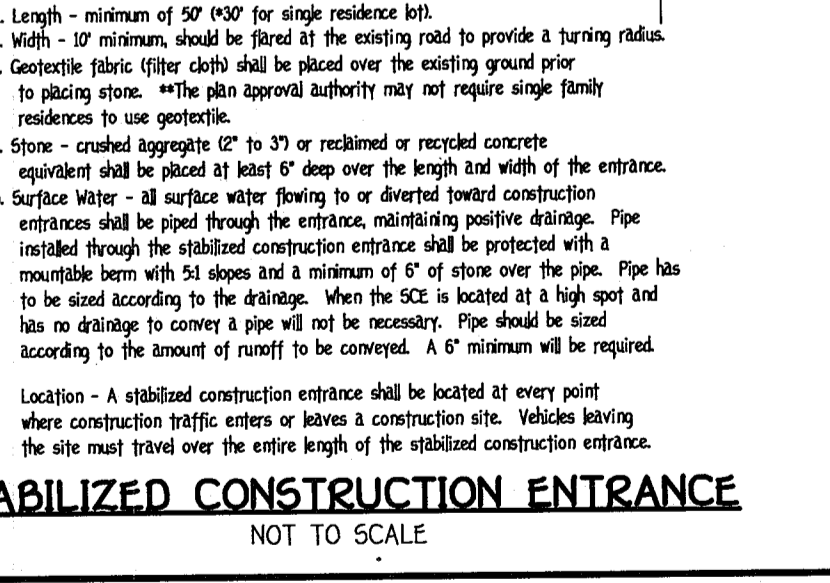 . Length - minimum of 50' (*30' for single residence lot).
. Width - 10' minimum, should be flared at the existing road to provide a turning radius.
. Geotextile fabric (filter cloth) shall be placed over the existing ground prior
to placing stone. **The plan approval authority may not require single family
residences to use geotextile.
. Stone - crushed aggregate (2" to 3") or reclaimed or recycled concrete
equivalent shall be placed at least 6" deep over the length and width of the entrance.
. Surface Water - all surface water flowing to or diverted toward construction
entrances shall be piped through the entrance, maintaining positive drainage. Pipe
installed through the stabilized construction entrance shall be protected with a
mountable berm with 5:1 slopes and a minimum of 6" of stone over the pipe. Pipe has
to be sized according to the drainage. When the SCE is located at a high spot and
has no drainage to convey a pipe will not be necessary. Pipe should be sized
according to the amount of runoff to be conveyed. A 6" minimum will be required.
Location - A stabilized construction entrance shall be located at every point
where construction traffic enters or leaves a construction site. Vehicles leaving
the site must travel over the entire length of the stabilized construction entrance.
ABILIZED CONSTRUCTION ENTRANCE
NOT TO SCALE